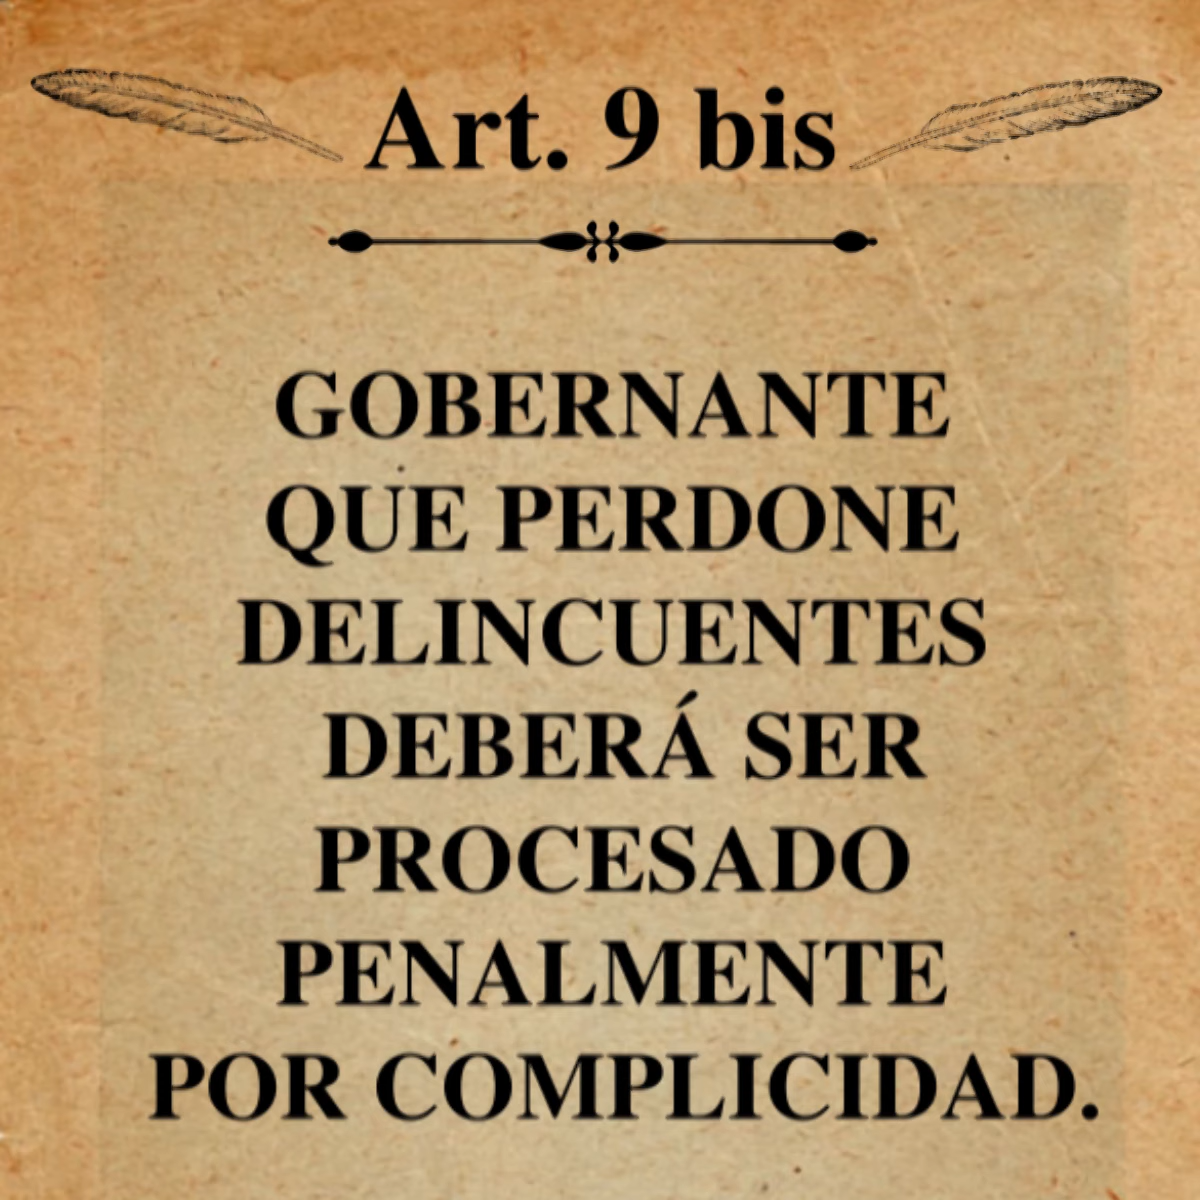 Art. 9 bis
GOBERNANTE
QUE PERDONE
DELINCUENTES
DEBERÁ SER
PROCESADO
PENALMENTE
POR COMPLICIDAD.